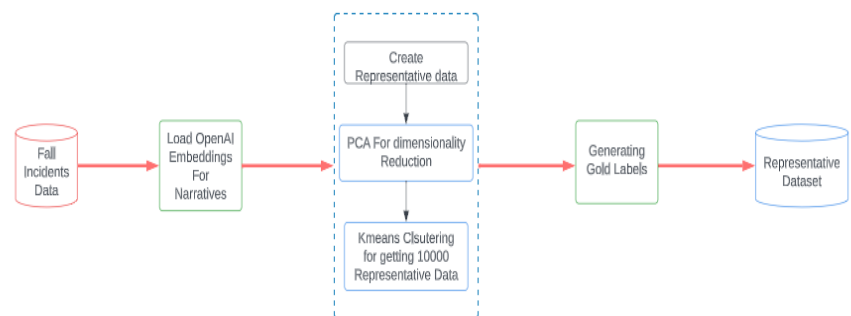 Fall
Incidents
Data
Load OpenAI
Embeddings
For
Narratives
Create
Representative data
PCA For dimensionality
Reduction
Kmeans Clsutering
for getting 10000
Representative Data
Generating
Gold Labels
Representative
Dataset